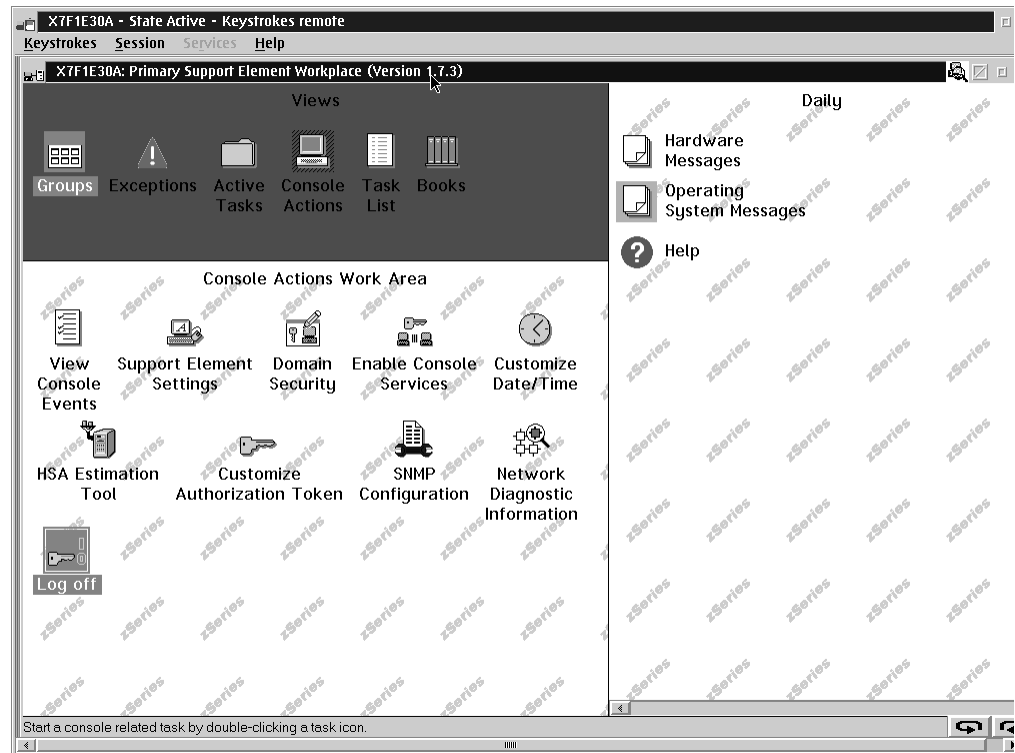 X7F1E30A - State Active - Keystrokes remote
Keystrokes Session Services Help
X7F1E30A: Primary Support Element Workplace (Version 1.7.3)
Views
Groups
Exceptions
Active
Tasks
Console
Actions
Task
List
Books
Console Actions Work Area
View
Console
Events
Support Element
Settings
Domain
Security
Enable Console
Services
Customize
Date/Time
HSA Estimation
Tool
Customize
Authorization Token
SNMP
Configuration
Network
Diagnostic
Information
Log off
Daily
Hardware
Messages
Operating
System Messages
Help
zSeries
Start a console related task by double-clicking a task icon.